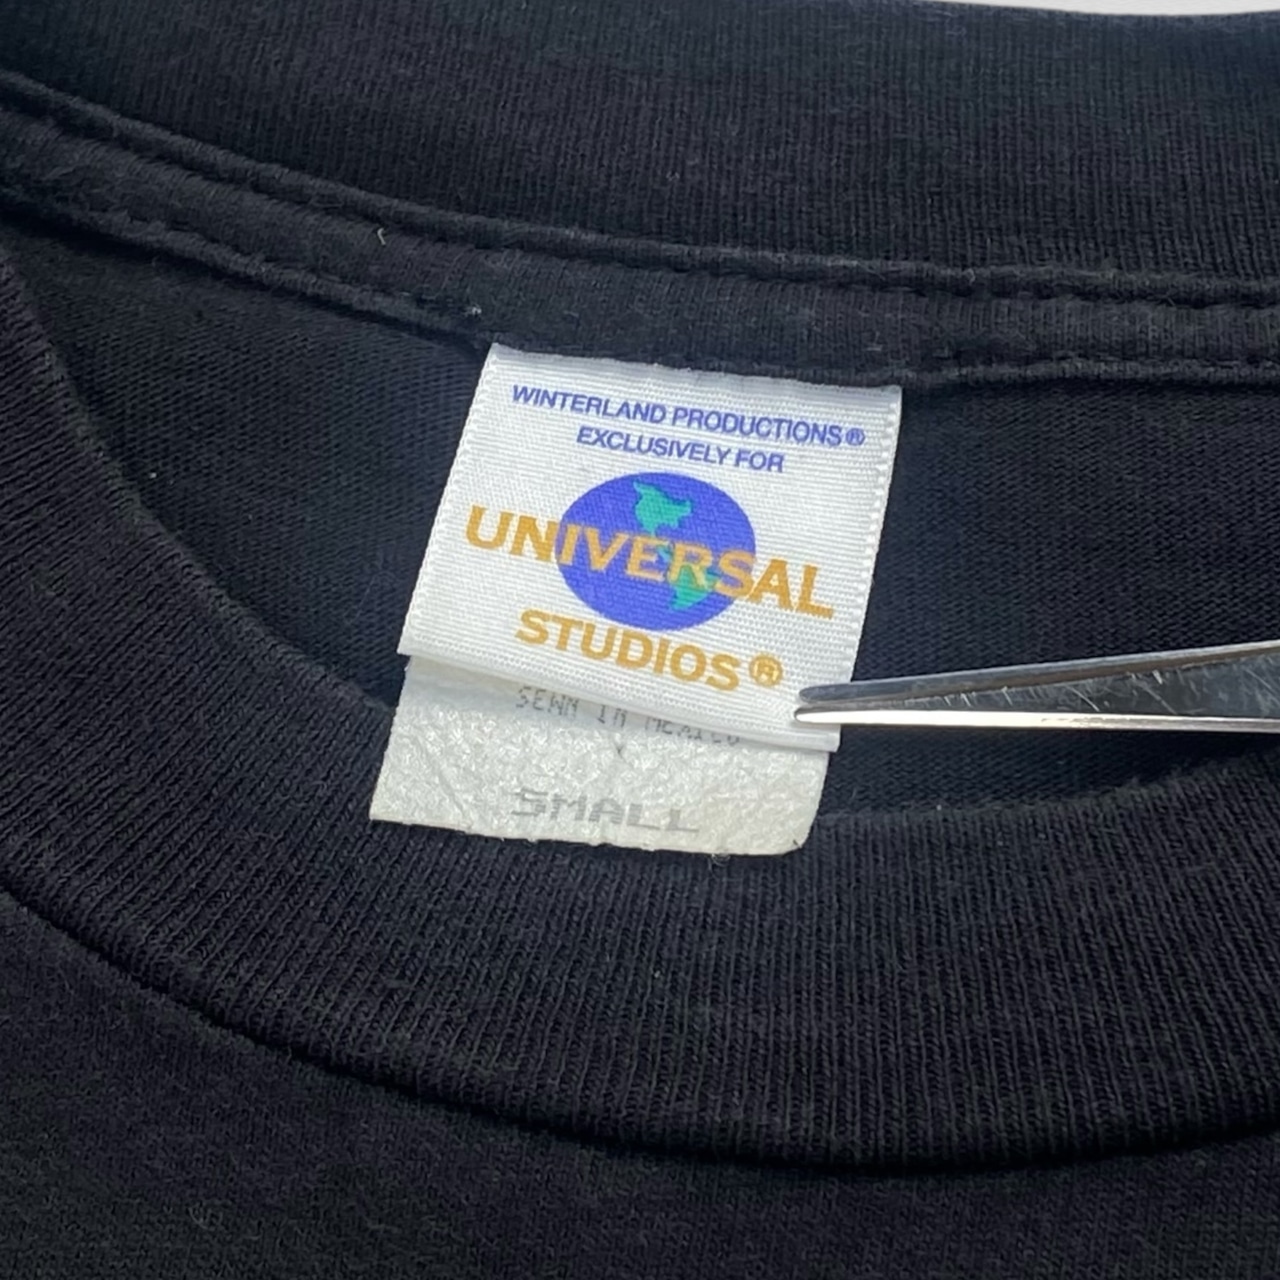 WINTERLAND PRODUCTIONS®
EXCLUSIVELY FOR
UNIVERSAL
STUDIOS®
SEWN IN MEXICO
SMALL